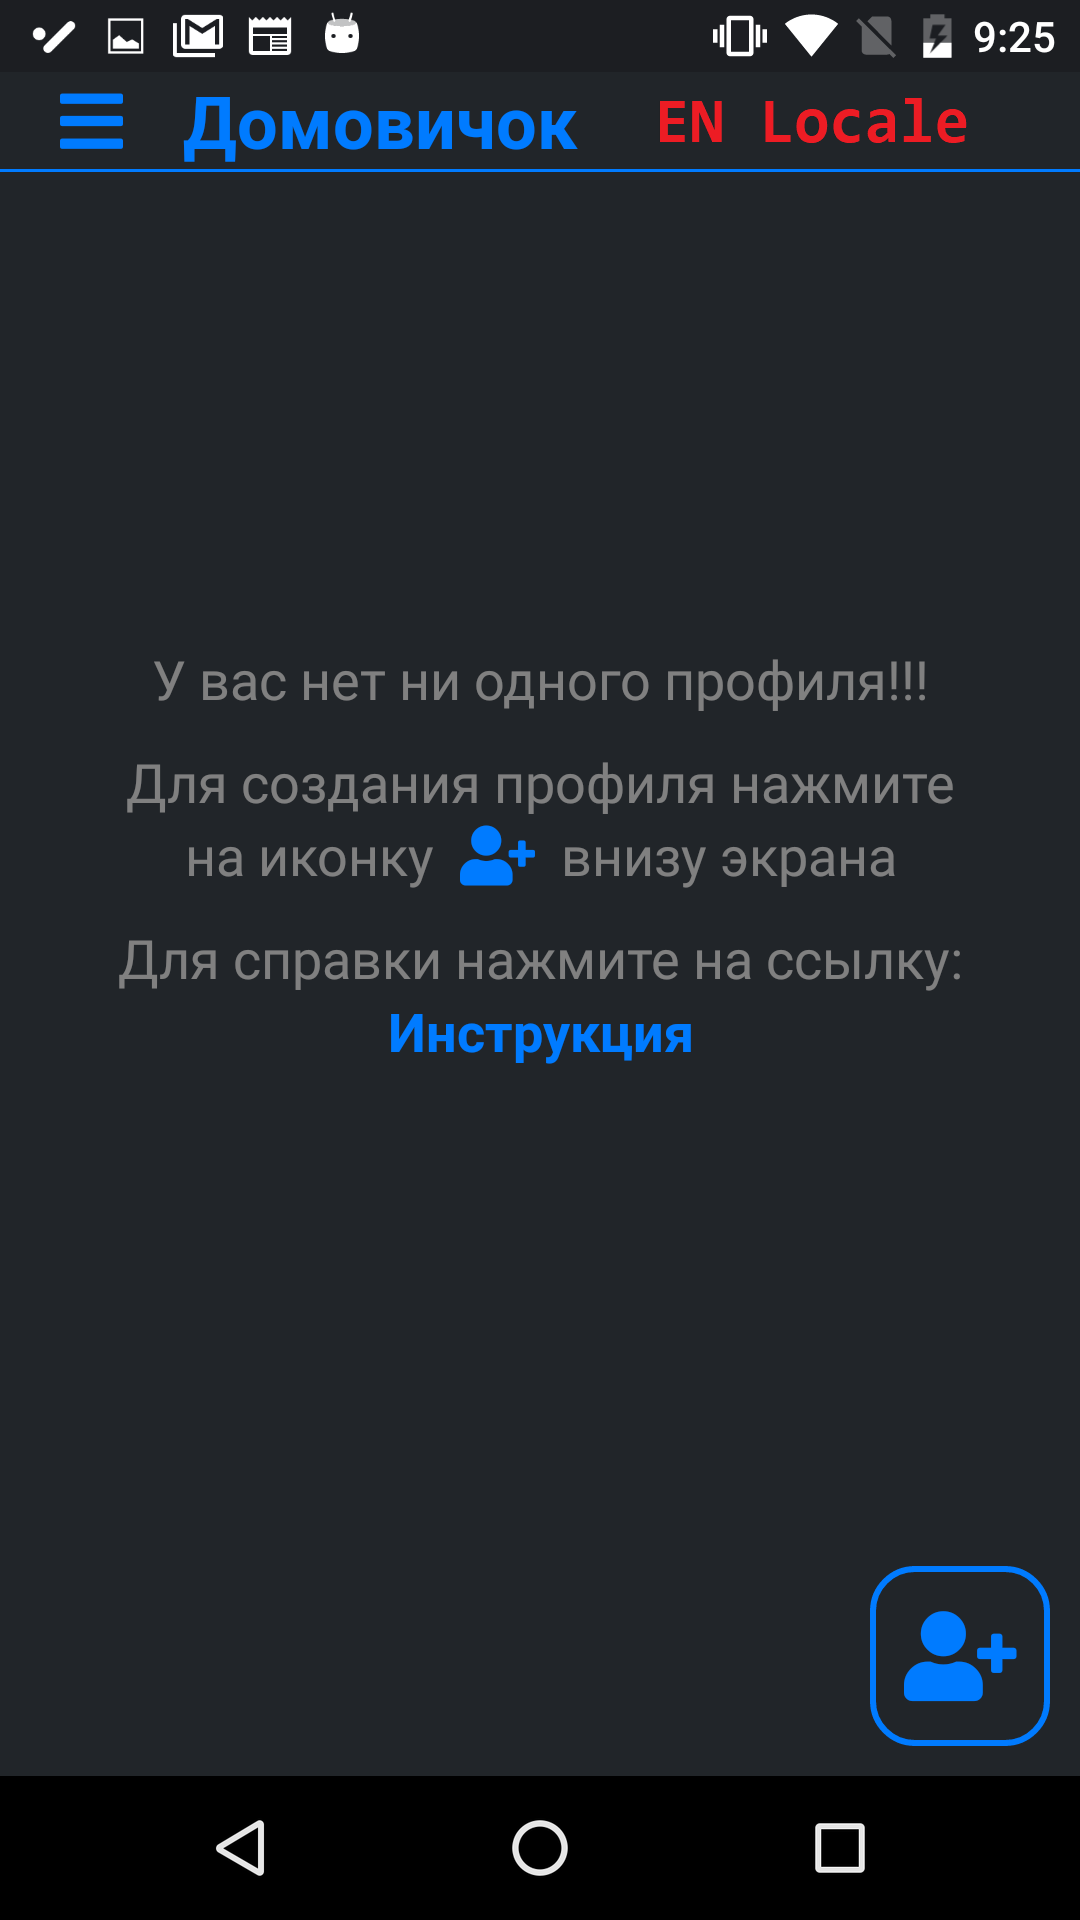 9:25
Домовичок EN Locale
У вас нет ни одного профиля!!!
Для создания профиля нажмите
на иконку внизу экрана
Для справки нажмите на ссылку:
Инструкция